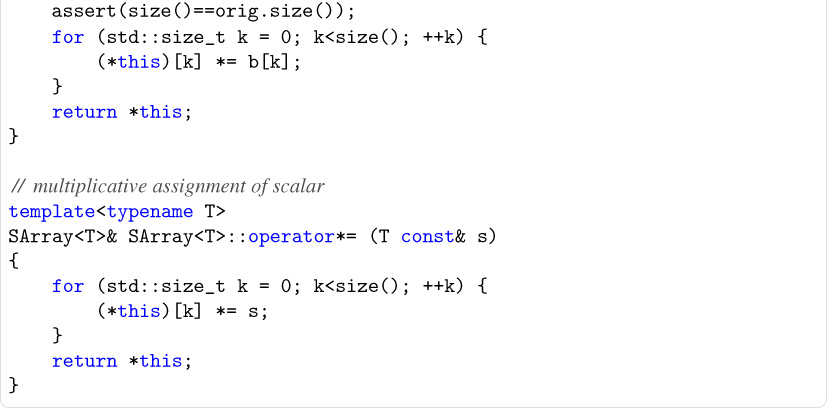 assert(size()==orig.size());
    for (std::size_t k = 0; k<size(); ++k) {
        (*this)[k] *= b[k];
    }
    return *this;
}
// multiplicative assignment of scalar
template<typename T>
SArray<T>& SArray<T>::operator*= (T const& s)
{
    for (std::size_t k = 0; k<size(); ++k) {
        (*this)[k] *= s;
    }
    return *this;
}